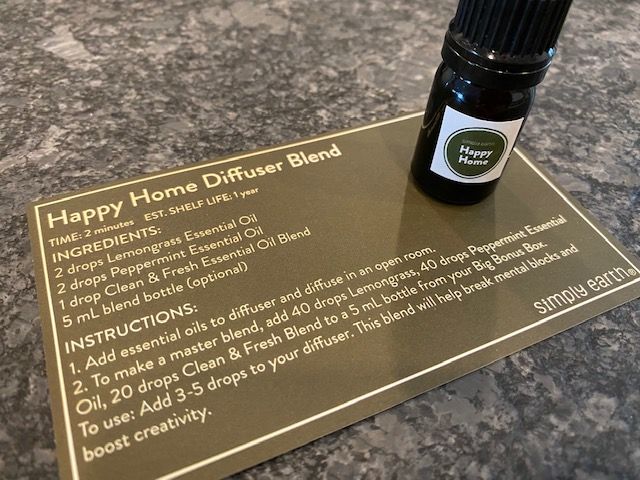 Happy Home Diffuser Blend
TIME: 2 minutes EST. SHELF LIFE: 1 year
INGREDIENTS:
2 drops Lemongrass Essential Oil
2 drops Peppermint Essential Oil
1 drop Clean & Fresh Essential Oil Blend
5 mL blend bottle (optional)
INSTRUCTIONS:
1. Add essential oils to diffuser and diffuse in an open room.
2. To make a master blend, add 40 drops Lemongrass, 40 drops Peppermint Essential
Oil, 20 drops Clean & Fresh Blend to a 5 mL bottle from your Big Bonus Box.
To use: Add 3-5 drops to your diffuser. This blend will help break mental blocks and
boost creativity.
simply earth®
simply earth
Happy
Home